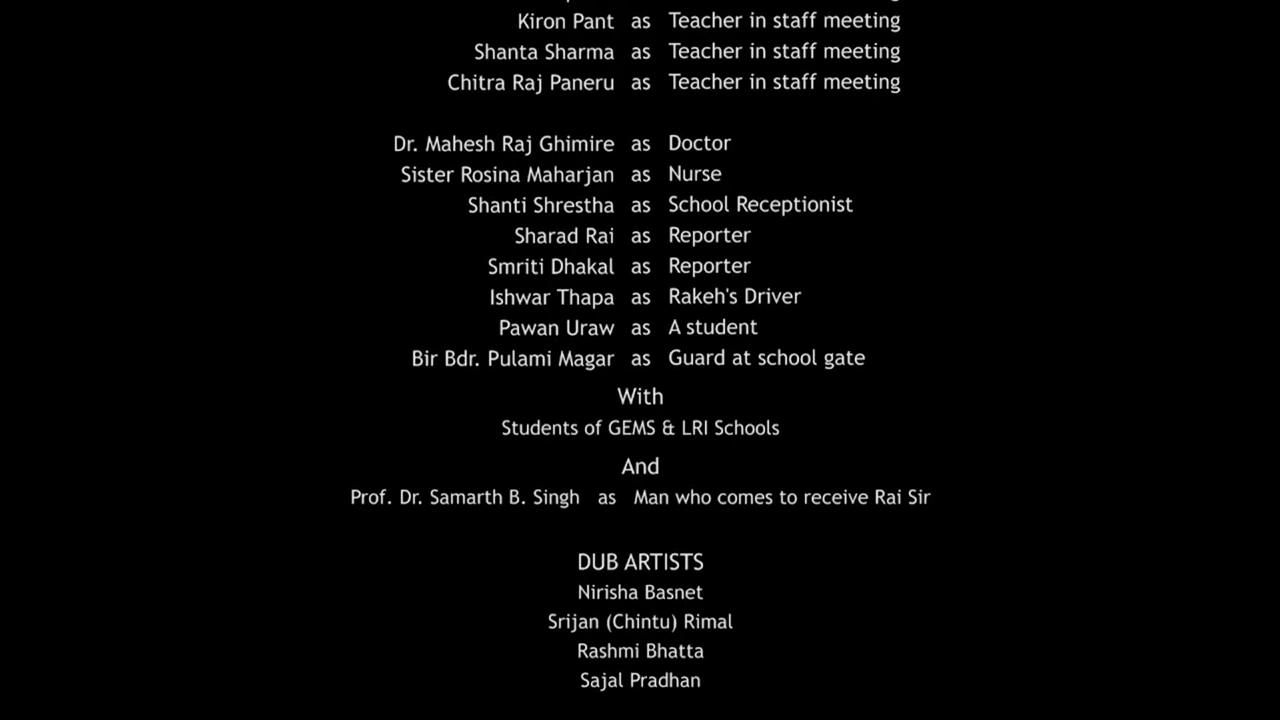 Kiron Pant as Teacher in staff meeting
Shanta Sharma as Teacher in staff meeting
Chitra Raj Paneru as Teacher in staff meeting
Dr. Mahesh Raj Ghimire as Doctor
Sister Rosina Maharjan as Nurse
Shanti Shrestha as School Receptionist
Sharad Rai as Reporter
Smriti Dhakal as Reporter
Ishwar Thapa as Rakeh's Driver
Pawan Uraw as A student
Bir Bdr. Pulami Magar as Guard at school gate
With
Students of GEMS & LRI Schools
And
Prof. Dr. Samarth B. Singh as Man who comes to receive Rai Sir
DUB ARTISTS
Nirisha Basnet
Srijan (Chintu) Rimal
Rashmi Bhatta
Sajal Pradhan